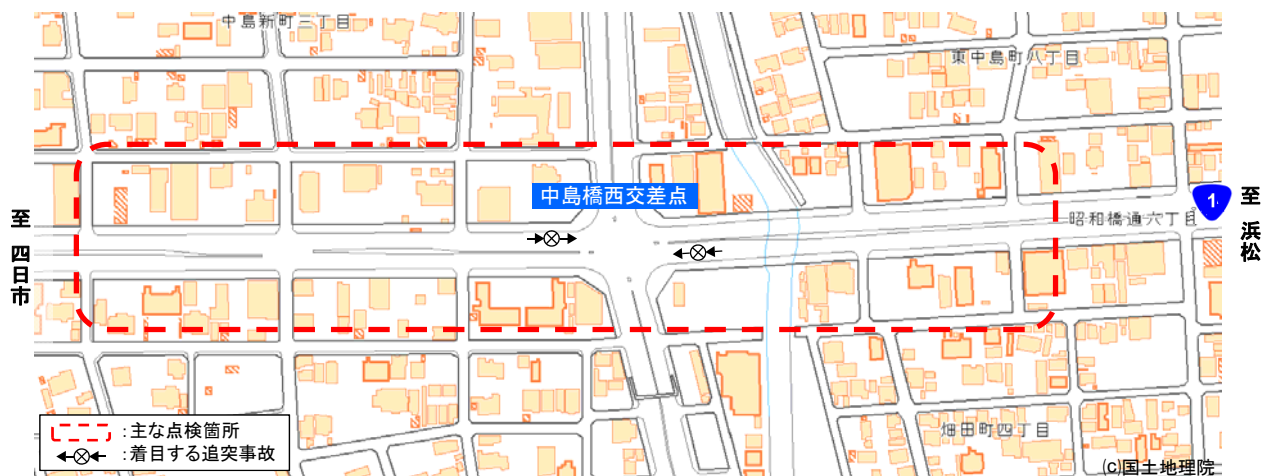 中島新町三丁目
東中島町八丁目
中島橋西交差点
1
至 浜松
昭和橋通六丁目
至 四日市
畑田町四丁目
:主な点検箇所
:着目する追突事故
(c)国土地理院